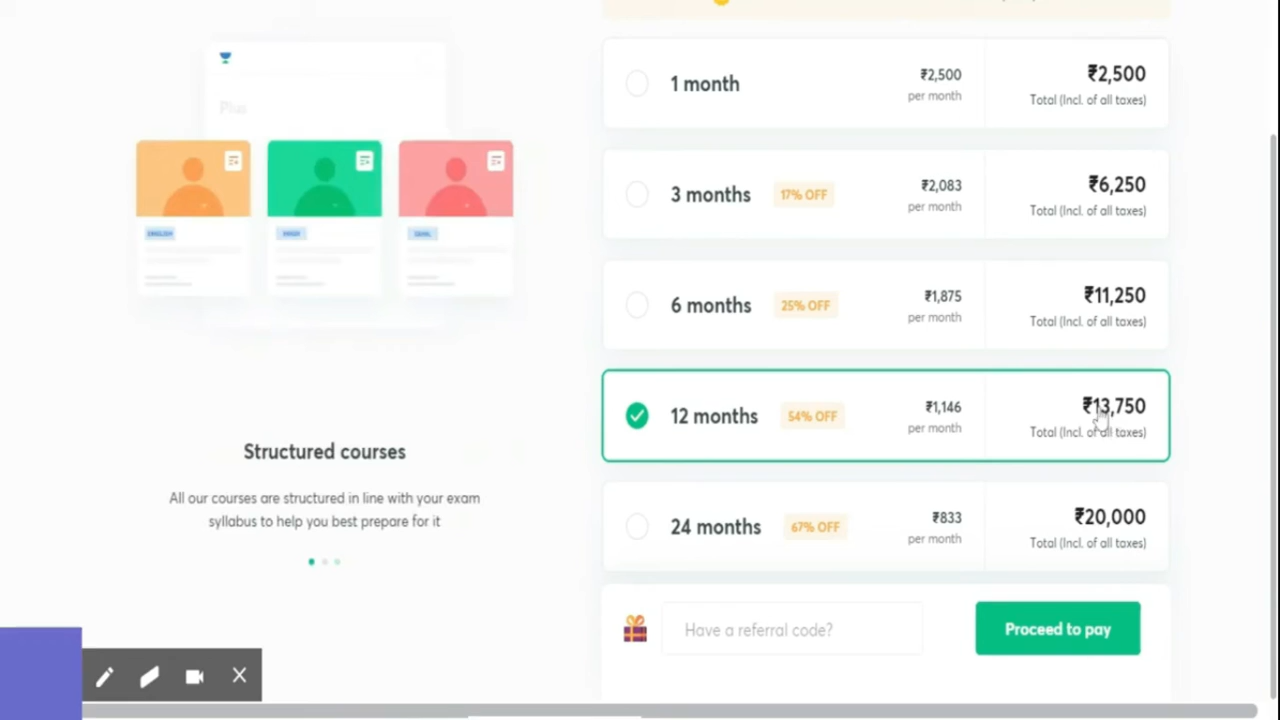 Plus
ENGLISH
HINDI
Structured courses
All our courses are structured in line with your exam
syllabus to help you best prepare for it
1 month
₹2,500
per month
₹2,500
Total (Incl. of all taxes)
3 months
17% OFF
₹2,083
per month
₹6,250
Total (Incl. of all taxes)
6 months
25% OFF
₹1,875
per month
₹11,250
Total (Incl. of all taxes)
12 months
54% OFF
₹1,146
per month
₹13,750
Total (Incl. of all taxes)
24 months
67% OFF
₹833
per month
₹20,000
Total (Incl. of all taxes)
Have a referral code?
Proceed to pay